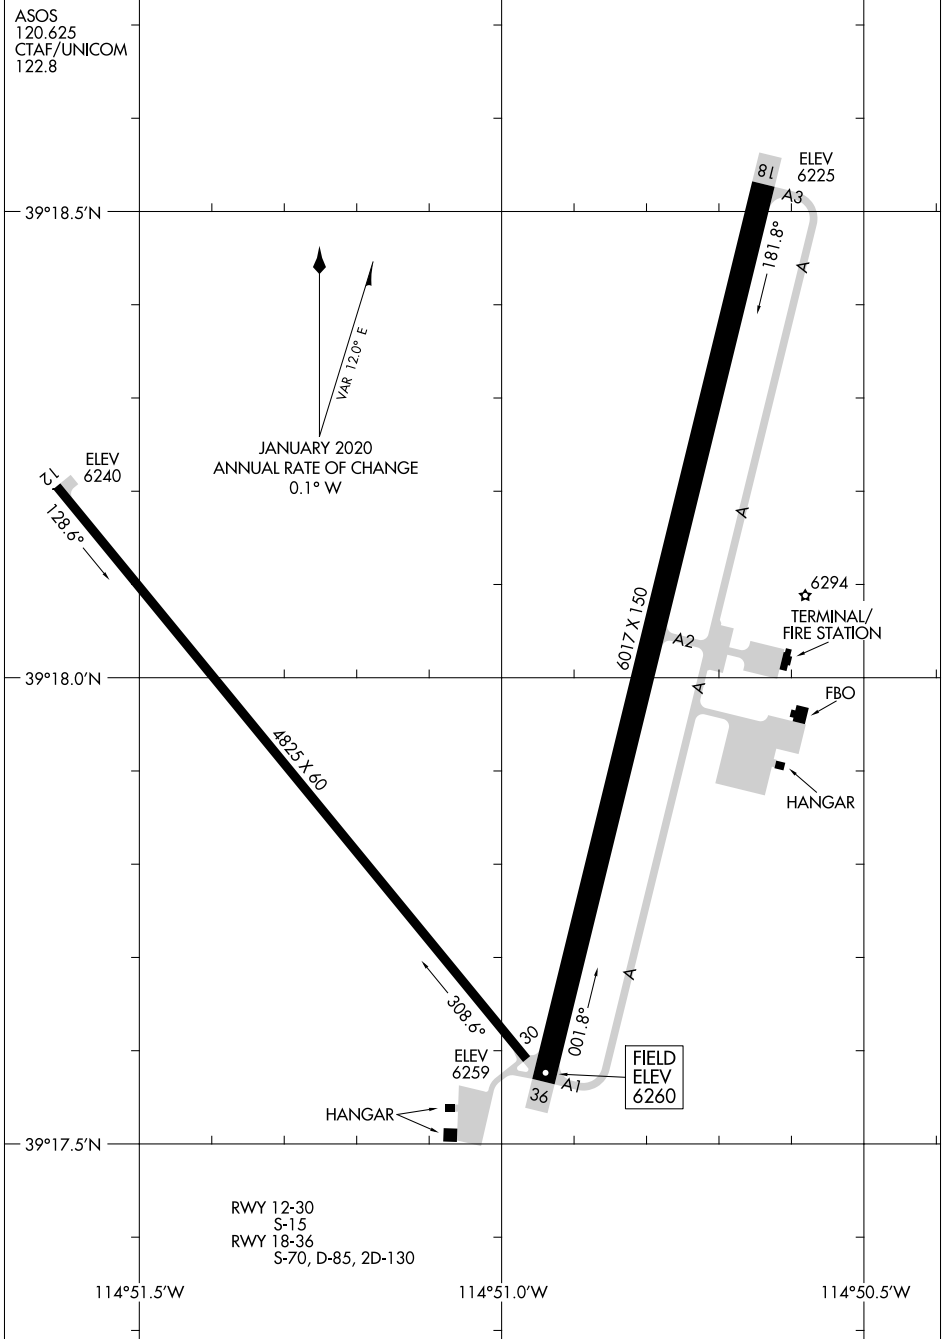 ASOS
120.625
CTAF/UNICOM
122.8
18
ELEV
6225
A3
39°18.5'N
181.8°
A
VAR 12.0° E
JANUARY 2020
ANNUAL RATE OF CHANGE
0.1° W
12
ELEV
6240
128.6°
A
6294
6017 X 150
TERMINAL/
FIRE STATION
A2
39°18.0'N
A
FBO
4825 X 60
HANGAR
A
308.6°
30
001.8°
ELEV
6259
FIELD
ELEV
6260
A1
36
HANGAR
39°17.5'N
RWY 12-30
S-15
RWY 18-36
S-70, D-85, 2D-130
114°51.5'W
114°51.0'W
114°50.5'W